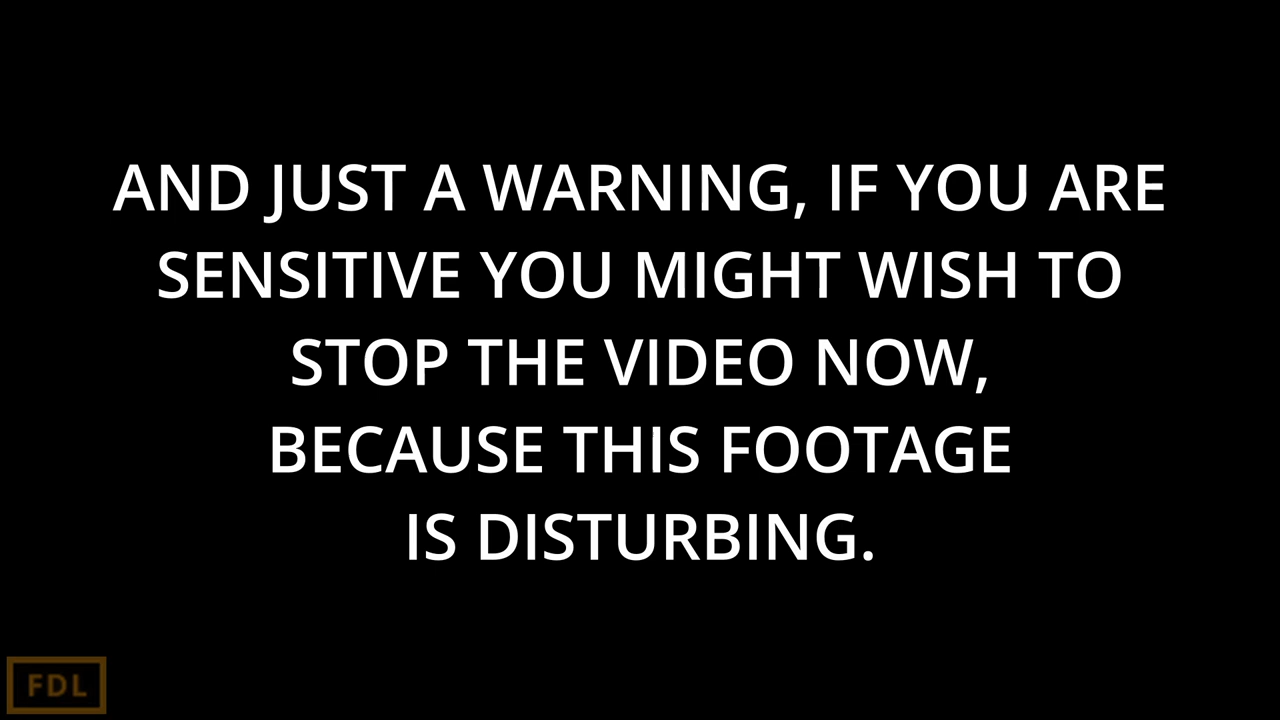 AND JUST A WARNING, IF YOU ARE
SENSITIVE YOU MIGHT WISH TO
STOP THE VIDEO NOW,
BECAUSE THIS FOOTAGE
IS DISTURBING.
FDL